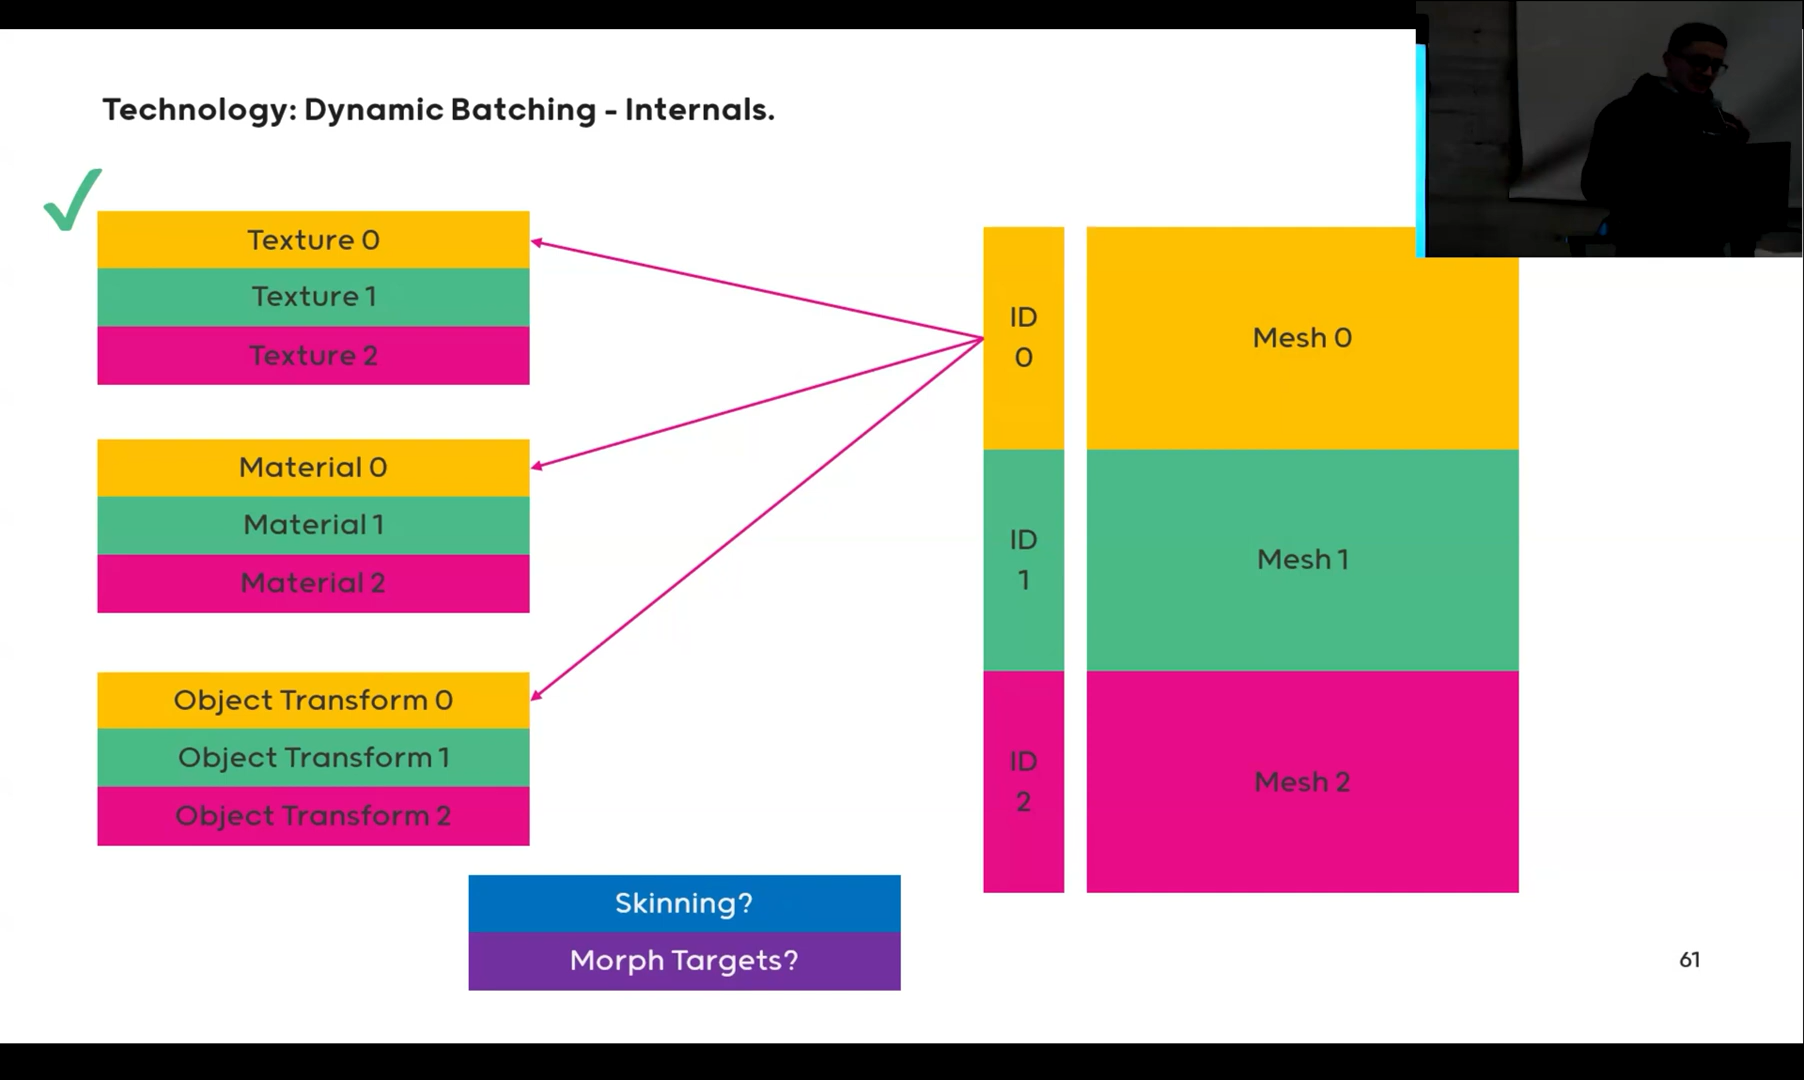 Technology: Dynamic Batching - Internals.
Texture 0
Texture 1
Texture 2
Material 0
Material 1
Material 2
Object Transform 0
Object Transform 1
Object Transform 2
Skinning?
Morph Targets?
ID
0
ID
1
ID
2
Mesh 0
Mesh 1
Mesh 2
61